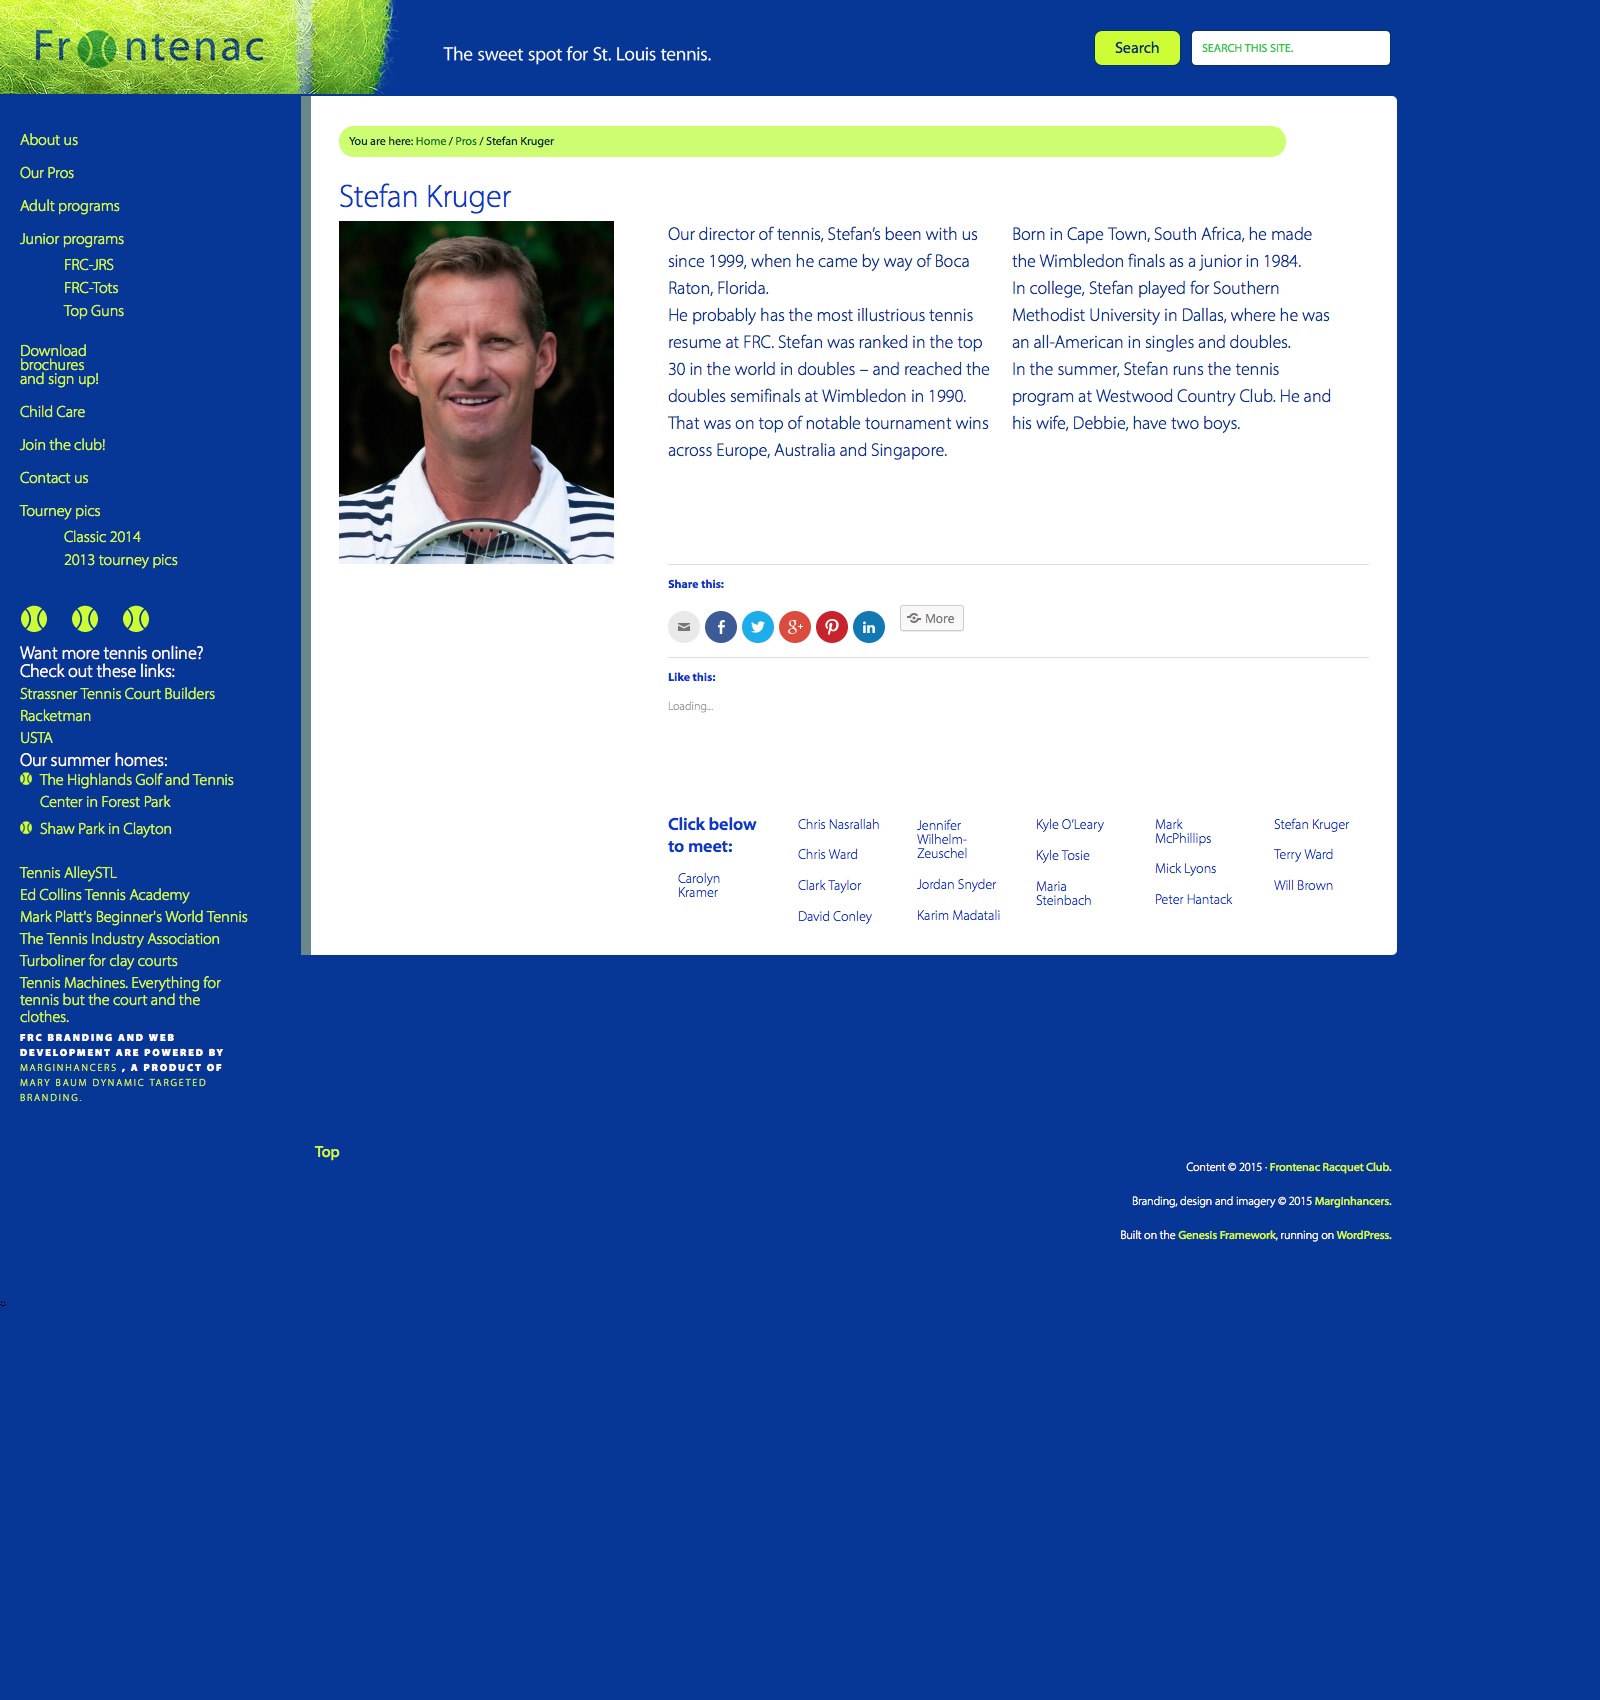 Frontenac
The sweet spot for St. Louis tennis.
Search
SEARCH THIS SITE.
About us
Our Pros
Adult programs
Junior programs
FRC-JRS
FRC-Tots
Top Guns
Download
brochures
and sign up!
Child Care
Join the club!
Contact us
Tourney pics
Classic 2014
2013 tourney pics
Want more tennis online?
Check out these links:
Strassner Tennis Court Builders
Racketman
USTA
Our summer homes:
The Highlands Golf and Tennis
Center in Forest Park
Shaw Park in Clayton
Tennis AlleySTL
Ed Collins Tennis Academy
Mark Platt's Beginner's World Tennis
The Tennis Industry Association
Turboliner for clay courts
Tennis Machines. Everything for
tennis but the court and the
clothes.
FRC BRANDING AND WEB
DEVELOPMENT ARE POWERED BY
MARGINHANCERS , A PRODUCT OF
MARY BAUM DYNAMIC TARGETED
BRANDING.
You are here: Home / Pros / Stefan Kruger
Stefan Kruger
Our director of tennis, Stefan’s been with us
since 1999, when he came by way of Boca
Raton, Florida.
He probably has the most illustrious tennis
resume at FRC. Stefan was ranked in the top
30 in the world in doubles – and reached the
doubles semifinals at Wimbledon in 1990.
That was on top of notable tournament wins
across Europe, Australia and Singapore.
Born in Cape Town, South Africa, he made
the Wimbledon finals as a junior in 1984.
In college, Stefan played for Southern
Methodist University in Dallas, where he was
an all-American in singles and doubles.
In the summer, Stefan runs the tennis
program at Westwood Country Club. He and
his wife, Debbie, have two boys.
Share this:
More
Like this:
Loading...
Click below
to meet:
Carolyn
Kramer
Chris Nasrallah
Chris Ward
Clark Taylor
David Conley
Jennifer
Wilhelm-
Zeuschel
Jordan Snyder
Karim Madatali
Kyle O’Leary
Kyle Tosie
Maria
Steinbach
Mark
McPhillips
Mick Lyons
Peter Hantack
Stefan Kruger
Terry Ward
Will Brown
Top
Content © 2015 · Frontenac Racquet Club.
Branding, design and imagery © 2015 Marginhancers.
Built on the Genesis Framework, running on WordPress.